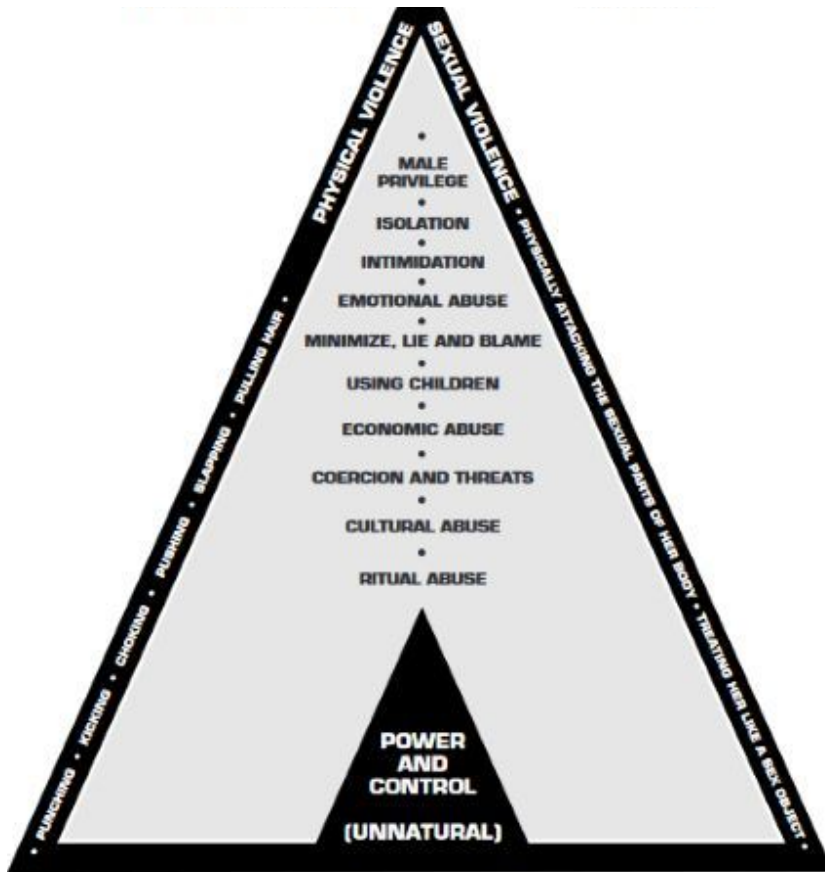 PHYSICAL VIOLENCE
• PUNCHING • KICKING • CHOKING • PUSHING • SLAPPING • PULLING HAIR •
SEXUAL VIOLENCE • PHYSICALLY ATTACKING THE SEXUAL PARTS OF HER BODY • TREATING HER LIKE A SEX OBJECT •
•
MALE
PRIVILEGE
•
ISOLATION
•
INTIMIDATION
•
EMOTIONAL ABUSE
•
MINIMIZE, LIE AND BLAME
•
USING CHILDREN
•
ECONOMIC ABUSE
•
COERCION AND THREATS
•
CULTURAL ABUSE
•
RITUAL ABUSE
POWER
AND
CONTROL
(UNNATURAL)